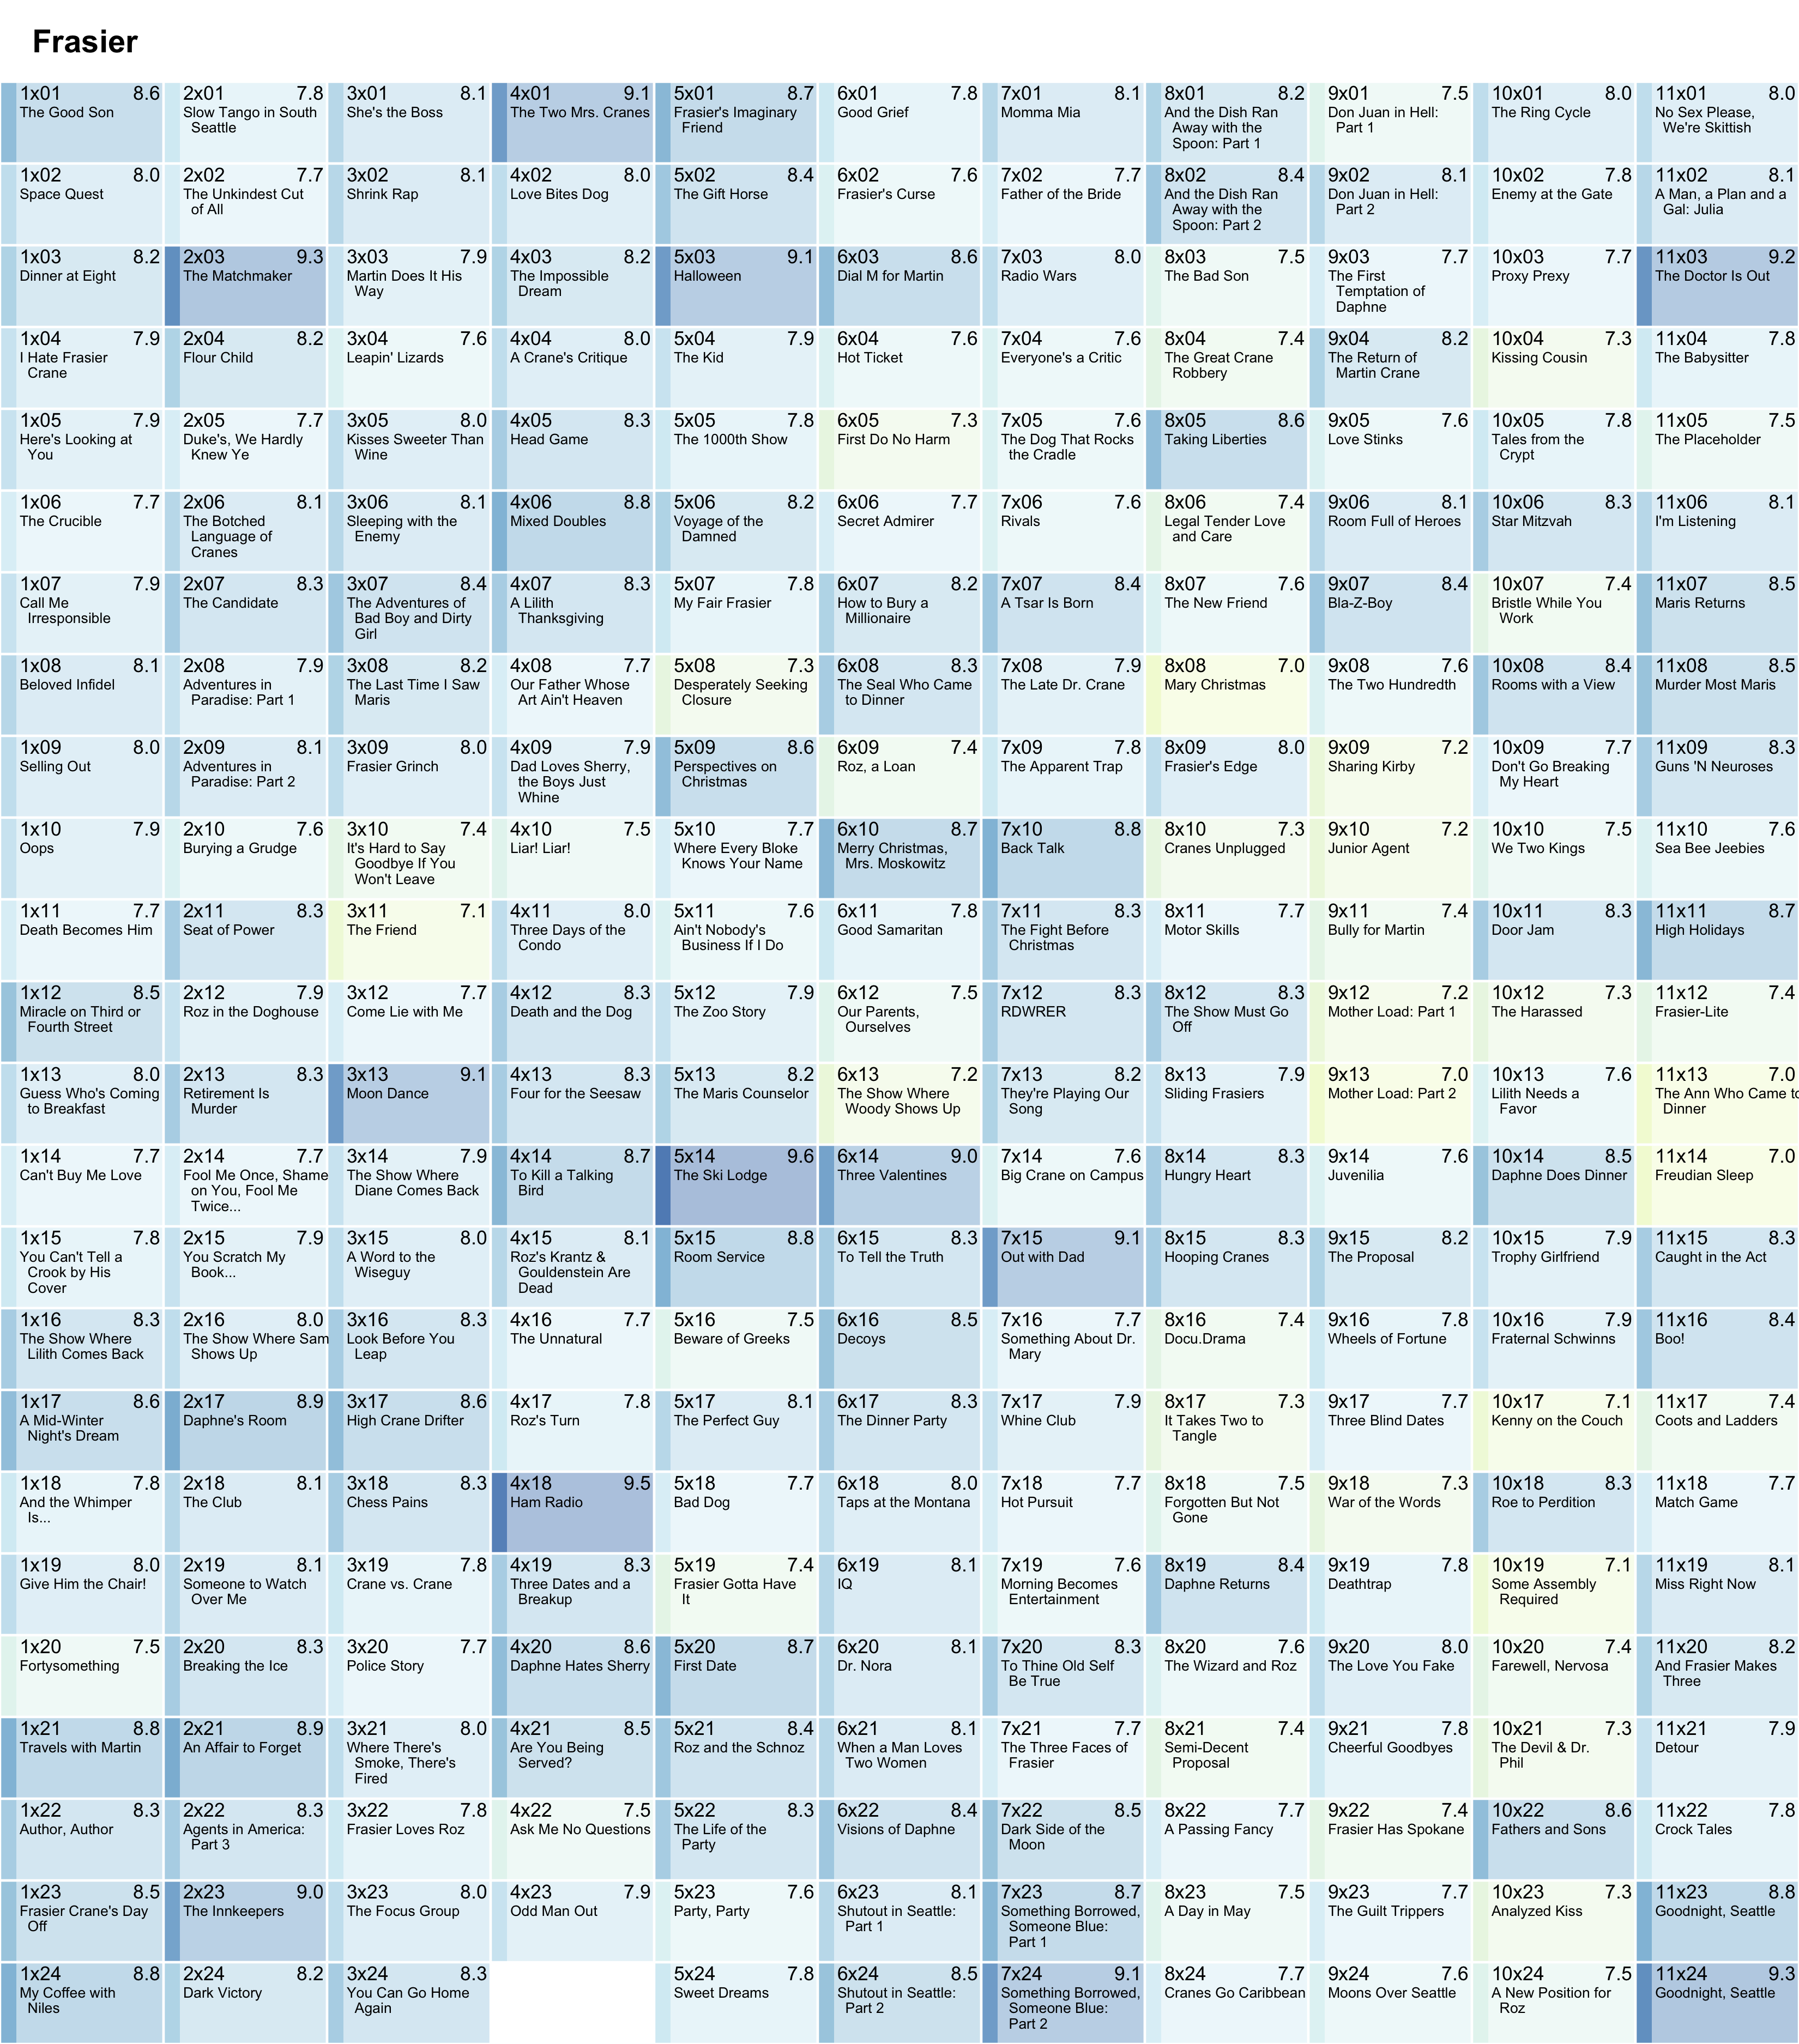 Frasier
1x01 8.6
The Good Son
2x01 7.8
Slow Tango in South
Seattle
3x01 8.1
She's the Boss
4x01 9.1
The Two Mrs. Cranes
5x01 8.7
Frasier's Imaginary
Friend
6x01 7.8
Good Grief
7x01 8.1
Momma Mia
8x01 8.2
And the Dish Ran
Away with the
Spoon: Part 1
9x01 7.5
Don Juan in Hell:
Part 1
10x01 8.0
The Ring Cycle
11x01 8.0
No Sex Please,
We're Skittish
1x02 8.0
Space Quest
2x02 7.7
The Unkindest Cut
of All
3x02 8.1
Shrink Rap
4x02 8.0
Love Bites Dog
5x02 8.4
The Gift Horse
6x02 7.6
Frasier's Curse
7x02 7.7
Father of the Bride
8x02 8.4
And the Dish Ran
Away with the
Spoon: Part 2
9x02 8.1
Don Juan in Hell:
Part 2
10x02 7.8
Enemy at the Gate
11x02 8.1
A Man, a Plan and a
Gal: Julia
1x03 8.2
Dinner at Eight
2x03 9.3
The Matchmaker
3x03 7.9
Martin Does It His
Way
4x03 8.2
The Impossible
Dream
5x03 9.1
Halloween
6x03 8.6
Dial M for Martin
7x03 8.0
Radio Wars
8x03 7.5
The Bad Son
9x03 7.7
The First
Temptation of
Daphne
10x03 7.7
Proxy Prexy
11x03 9.2
The Doctor Is Out
1x04 7.9
I Hate Frasier
Crane
2x04 8.2
Flour Child
3x04 7.6
Leapin' Lizards
4x04 8.0
A Crane's Critique
5x04 7.9
The Kid
6x04 7.6
Hot Ticket
7x04 7.6
Everyone's a Critic
8x04 7.4
The Great Crane
Robbery
9x04 8.2
The Return of
Martin Crane
10x04 7.3
Kissing Cousin
11x04 7.8
The Babysitter
1x05 7.9
Here's Looking at
You
2x05 7.7
Duke's, We Hardly
Knew Ye
3x05 8.0
Kisses Sweeter Than
Wine
4x05 8.3
Head Game
5x05 7.8
The 1000th Show
6x05 7.3
First Do No Harm
7x05 7.6
The Dog That Rocks
the Cradle
8x05 8.6
Taking Liberties
9x05 7.6
Love Stinks
10x05 7.8
Tales from the
Crypt
11x05 7.5
The Placeholder
1x06 7.7
The Crucible
2x06 8.1
The Botched
Language of
Cranes
3x06 8.1
Sleeping with the
Enemy
4x06 8.8
Mixed Doubles
5x06 8.2
Voyage of the
Damned
6x06 7.7
Secret Admirer
7x06 7.6
Rivals
8x06 7.4
Legal Tender Love
and Care
9x06 8.1
Room Full of Heroes
10x06 8.3
Star Mitzvah
11x06 8.1
I'm Listening
1x07 7.9
Call Me
Irresponsible
2x07 8.3
The Candidate
3x07 8.4
The Adventures of
Bad Boy and Dirty
Girl
4x07 8.3
A Lilith
Thanksgiving
5x07 7.8
My Fair Frasier
6x07 8.2
How to Bury a
Millionaire
7x07 8.4
A Tsar Is Born
8x07 7.6
The New Friend
9x07 8.4
Bla-Z-Boy
10x07 7.4
Bristle While You
Work
11x07 8.5
Maris Returns
1x08 8.1
Beloved Infidel
2x08 7.9
Adventures in
Paradise: Part 1
3x08 8.2
The Last Time I Saw
Maris
4x08 7.7
Our Father Whose
Art Ain't Heaven
5x08 7.3
Desperately Seeking
Closure
6x08 8.3
The Seal Who Came
to Dinner
7x08 7.9
The Late Dr. Crane
8x08 7.0
Mary Christmas
9x08 7.6
The Two Hundredth
10x08 8.4
Rooms with a View
11x08 8.5
Murder Most Maris
1x09 8.0
Selling Out
2x09 8.1
Adventures in
Paradise: Part 2
3x09 8.0
Frasier Grinch
4x09 7.9
Dad Loves Sherry,
the Boys Just
Whine
5x09 8.6
Perspectives on
Christmas
6x09 7.4
Roz, a Loan
7x09 7.8
The Apparent Trap
8x09 8.0
Frasier's Edge
9x09 7.2
Sharing Kirby
10x09 7.7
Don't Go Breaking
My Heart
11x09 8.3
Guns 'N Neuroses
1x10 7.9
Oops
2x10 7.6
Burying a Grudge
3x10 7.4
It's Hard to Say
Goodbye If You
Won't Leave
4x10 7.5
Liar! Liar!
5x10 7.7
Where Every Bloke
Knows Your Name
6x10 8.7
Merry Christmas,
Mrs. Moskowitz
7x10 8.8
Back Talk
8x10 7.3
Cranes Unplugged
9x10 7.2
Junior Agent
10x10 7.5
We Two Kings
11x10 7.6
Sea Bee Jeebies
1x11 7.7
Death Becomes Him
2x11 8.3
Seat of Power
3x11 7.1
The Friend
4x11 8.0
Three Days of the
Condo
5x11 7.6
Ain't Nobody's
Business If I Do
6x11 7.8
Good Samaritan
7x11 8.3
The Fight Before
Christmas
8x11 7.7
Motor Skills
9x11 7.4
Bully for Martin
10x11 8.3
Door Jam
11x11 8.7
High Holidays
1x12 8.5
Miracle on Third or
Fourth Street
2x12 7.9
Roz in the Doghouse
3x12 7.7
Come Lie with Me
4x12 8.3
Death and the Dog
5x12 7.9
The Zoo Story
6x12 7.5
Our Parents,
Ourselves
7x12 8.3
RDWRER
8x12 8.3
The Show Must Go
Off
9x12 7.2
Mother Load: Part 1
10x12 7.3
The Harassed
11x12 7.4
Frasier-Lite
1x13 8.0
Guess Who's Coming
to Breakfast
2x13 8.3
Retirement Is
Murder
3x13 9.1
Moon Dance
4x13 8.3
Four for the Seesaw
5x13 8.2
The Maris Counselor
6x13 7.2
The Show Where
Woody Shows Up
7x13 8.2
They're Playing Our
Song
8x13 7.9
Sliding Frasiers
9x13 7.0
Mother Load: Part 2
10x13 7.6
Lilith Needs a
Favor
11x13 7.0
The Ann Who Came to
Dinner
1x14 7.7
Can't Buy Me Love
2x14 7.7
Fool Me Once, Shame
on You, Fool Me
Twice...
3x14 7.9
The Show Where
Diane Comes Back
4x14 8.7
To Kill a Talking
Bird
5x14 9.6
The Ski Lodge
6x14 9.0
Three Valentines
7x14 7.6
Big Crane on Campus
8x14 8.3
Hungry Heart
9x14 7.6
Juvenilia
10x14 8.5
Daphne Does Dinner
11x14 7.0
Freudian Sleep
1x15 7.8
You Can't Tell a
Crook by His
Cover
2x15 7.9
You Scratch My
Book...
3x15 8.0
A Word to the
Wiseguy
4x15 8.1
Roz's Krantz &
Gouldenstein Are
Dead
5x15 8.8
Room Service
6x15 8.3
To Tell the Truth
7x15 9.1
Out with Dad
8x15 8.3
Hooping Cranes
9x15 8.2
The Proposal
10x15 7.9
Trophy Girlfriend
11x15 8.3
Caught in the Act
1x16 8.3
The Show Where
Lilith Comes Back
2x16 8.0
The Show Where Sam
Shows Up
3x16 8.3
Look Before You
Leap
4x16 7.7
The Unnatural
5x16 7.5
Beware of Greeks
6x16 8.5
Decoys
7x16 7.7
Something About Dr.
Mary
8x16 7.4
Docu.Drama
9x16 7.8
Wheels of Fortune
10x16 7.9
Fraternal Schwinns
11x16 8.4
Boo!
1x17 8.6
A Mid-Winter
Night's Dream
2x17 8.9
Daphne's Room
3x17 8.6
High Crane Drifter
4x17 7.8
Roz's Turn
5x17 8.1
The Perfect Guy
6x17 8.3
The Dinner Party
7x17 7.9
Whine Club
8x17 7.3
It Takes Two to
Tangle
9x17 7.7
Three Blind Dates
10x17 7.1
Kenny on the Couch
11x17 7.4
Coots and Ladders
1x18 7.8
And the Whimper
Is...
2x18 8.1
The Club
3x18 8.3
Chess Pains
4x18 9.5
Ham Radio
5x18 7.7
Bad Dog
6x18 8.0
Taps at the Montana
7x18 7.7
Hot Pursuit
8x18 7.5
Forgotten But Not
Gone
9x18 7.3
War of the Words
10x18 8.3
Roe to Perdition
11x18 7.7
Match Game
1x19 8.0
Give Him the Chair!
2x19 8.1
Someone to Watch
Over Me
3x19 7.8
Crane vs. Crane
4x19 8.3
Three Dates and a
Breakup
5x19 7.4
Frasier Gotta Have
It
6x19 8.1
IQ
7x19 7.6
Morning Becomes
Entertainment
8x19 8.4
Daphne Returns
9x19 7.8
Deathtrap
10x19 7.1
Some Assembly
Required
11x19 8.1
Miss Right Now
1x20 7.5
Fortysomething
2x20 8.3
Breaking the Ice
3x20 7.7
Police Story
4x20 8.6
Daphne Hates Sherry
5x20 8.7
First Date
6x20 8.1
Dr. Nora
7x20 8.3
To Thine Old Self
Be True
8x20 7.6
The Wizard and Roz
9x20 8.0
The Love You Fake
10x20 7.4
Farewell, Nervosa
11x20 8.2
And Frasier Makes
Three
1x21 8.8
Travels with Martin
2x21 8.9
An Affair to Forget
3x21 8.0
Where There's
Smoke, There's
Fired
4x21 8.5
Are You Being
Served?
5x21 8.4
Roz and the Schnoz
6x21 8.1
When a Man Loves
Two Women
7x21 7.7
The Three Faces of
Frasier
8x21 7.4
Semi-Decent
Proposal
9x21 7.8
Cheerful Goodbyes
10x21 7.3
The Devil & Dr.
Phil
11x21 7.9
Detour
1x22 8.3
Author, Author
2x22 8.3
Agents in America:
Part 3
3x22 7.8
Frasier Loves Roz
4x22 7.5
Ask Me No Questions
5x22 8.3
The Life of the
Party
6x22 8.4
Visions of Daphne
7x22 8.5
Dark Side of the
Moon
8x22 7.7
A Passing Fancy
9x22 7.4
Frasier Has Spokane
10x22 8.6
Fathers and Sons
11x22 7.8
Crock Tales
1x23 8.5
Frasier Crane's Day
Off
2x23 9.0
The Innkeepers
3x23 8.0
The Focus Group
4x23 7.9
Odd Man Out
5x23 7.6
Party, Party
6x23 8.1
Shutout in Seattle:
Part 1
7x23 8.7
Something Borrowed,
Someone Blue:
Part 1
8x23 7.5
A Day in May
9x23 7.7
The Guilt Trippers
10x23 7.3
Analyzed Kiss
11x23 8.8
Goodnight, Seattle
1x24 8.8
My Coffee with
Niles
2x24 8.2
Dark Victory
3x24 8.3
You Can Go Home
Again
5x24 7.8
Sweet Dreams
6x24 8.5
Shutout in Seattle:
Part 2
7x24 9.1
Something Borrowed,
Someone Blue:
Part 2
8x24 7.7
Cranes Go Caribbean
9x24 7.6
Moons Over Seattle
10x24 7.5
A New Position for
Roz
11x24 9.3
Goodnight, Seattle